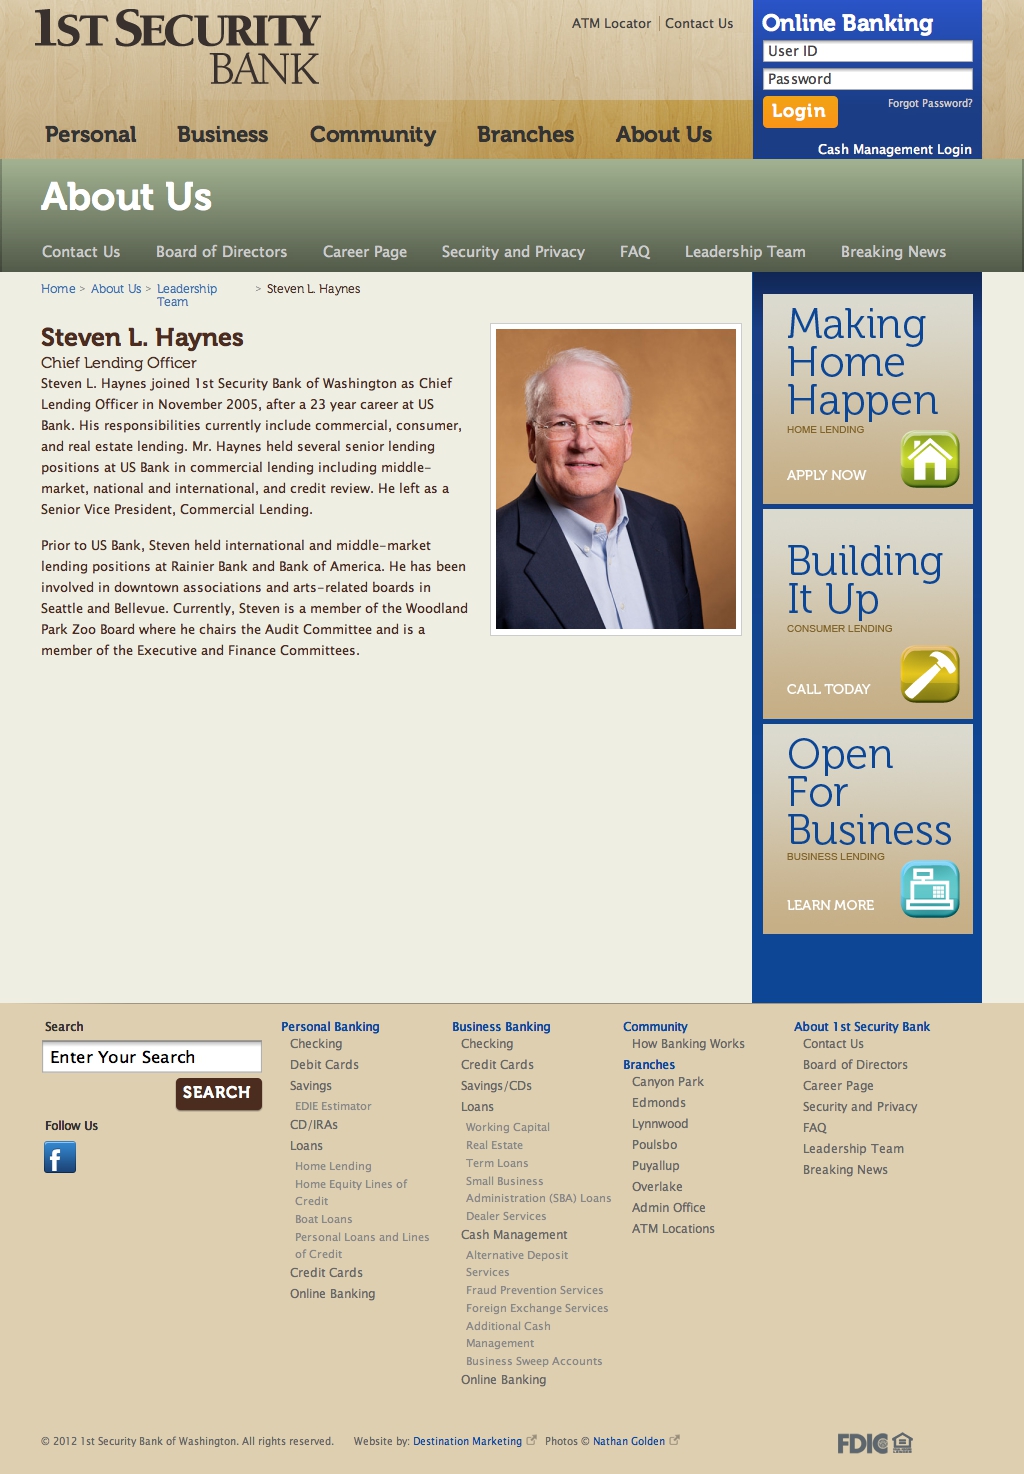 1ST SECURITY
BANK
ATM Locator | Contact Us
Online Banking
User ID
Password
Login
Forgot Password?
Cash Management Login
Personal
Business
Community
Branches
About Us
About Us
Contact Us
Board of Directors
Career Page
Security and Privacy
FAQ
Leadership Team
Breaking News
Home > About Us > Leadership Team > Steven L. Haynes
Steven L. Haynes
Chief Lending Officer
Steven L. Haynes joined 1st Security Bank of Washington as Chief
Lending Officer in November 2005, after a 23 year career at US
Bank. His responsibilities currently include commercial, consumer,
and real estate lending. Mr. Haynes held several senior lending
positions at US Bank in commercial lending including middle-
market, national and international, and credit review. He left as a
Senior Vice President, Commercial Lending.
Prior to US Bank, Steven held international and middle-market
lending positions at Rainier Bank and Bank of America. He has been
involved in downtown associations and arts-related boards in
Seattle and Bellevue. Currently, Steven is a member of the Woodland
Park Zoo Board where he chairs the Audit Committee and is a
member of the Executive and Finance Committees.
Making
Home
Happen
HOME LENDING
APPLY NOW
Building
It Up
CONSUMER LENDING
CALL TODAY
Open
For
Business
BUSINESS LENDING
LEARN MORE
Search
Enter Your Search
SEARCH
Follow Us
f
Personal Banking
Checking
Debit Cards
Savings
EDIE Estimator
CD/IRAs
Loans
Home Lending
Home Equity Lines of
Credit
Boat Loans
Personal Loans and Lines
of Credit
Credit Cards
Online Banking
Business Banking
Checking
Credit Cards
Savings/CDs
Loans
Working Capital
Real Estate
Term Loans
Small Business
Administration (SBA) Loans
Dealer Services
Cash Management
Alternative Deposit
Services
Fraud Prevention Services
Foreign Exchange Services
Additional Cash
Management
Business Sweep Accounts
Online Banking
Community
How Banking Works
Branches
Canyon Park
Edmonds
Lynnwood
Poulsbo
Puyallup
Overlake
Admin Office
ATM Locations
About 1st Security Bank
Contact Us
Board of Directors
Career Page
Security and Privacy
FAQ
Leadership Team
Breaking News
© 2012 1st Security Bank of Washington. All rights reserved. Website by: Destination Marketing Photos © Nathan Golden
FDIC